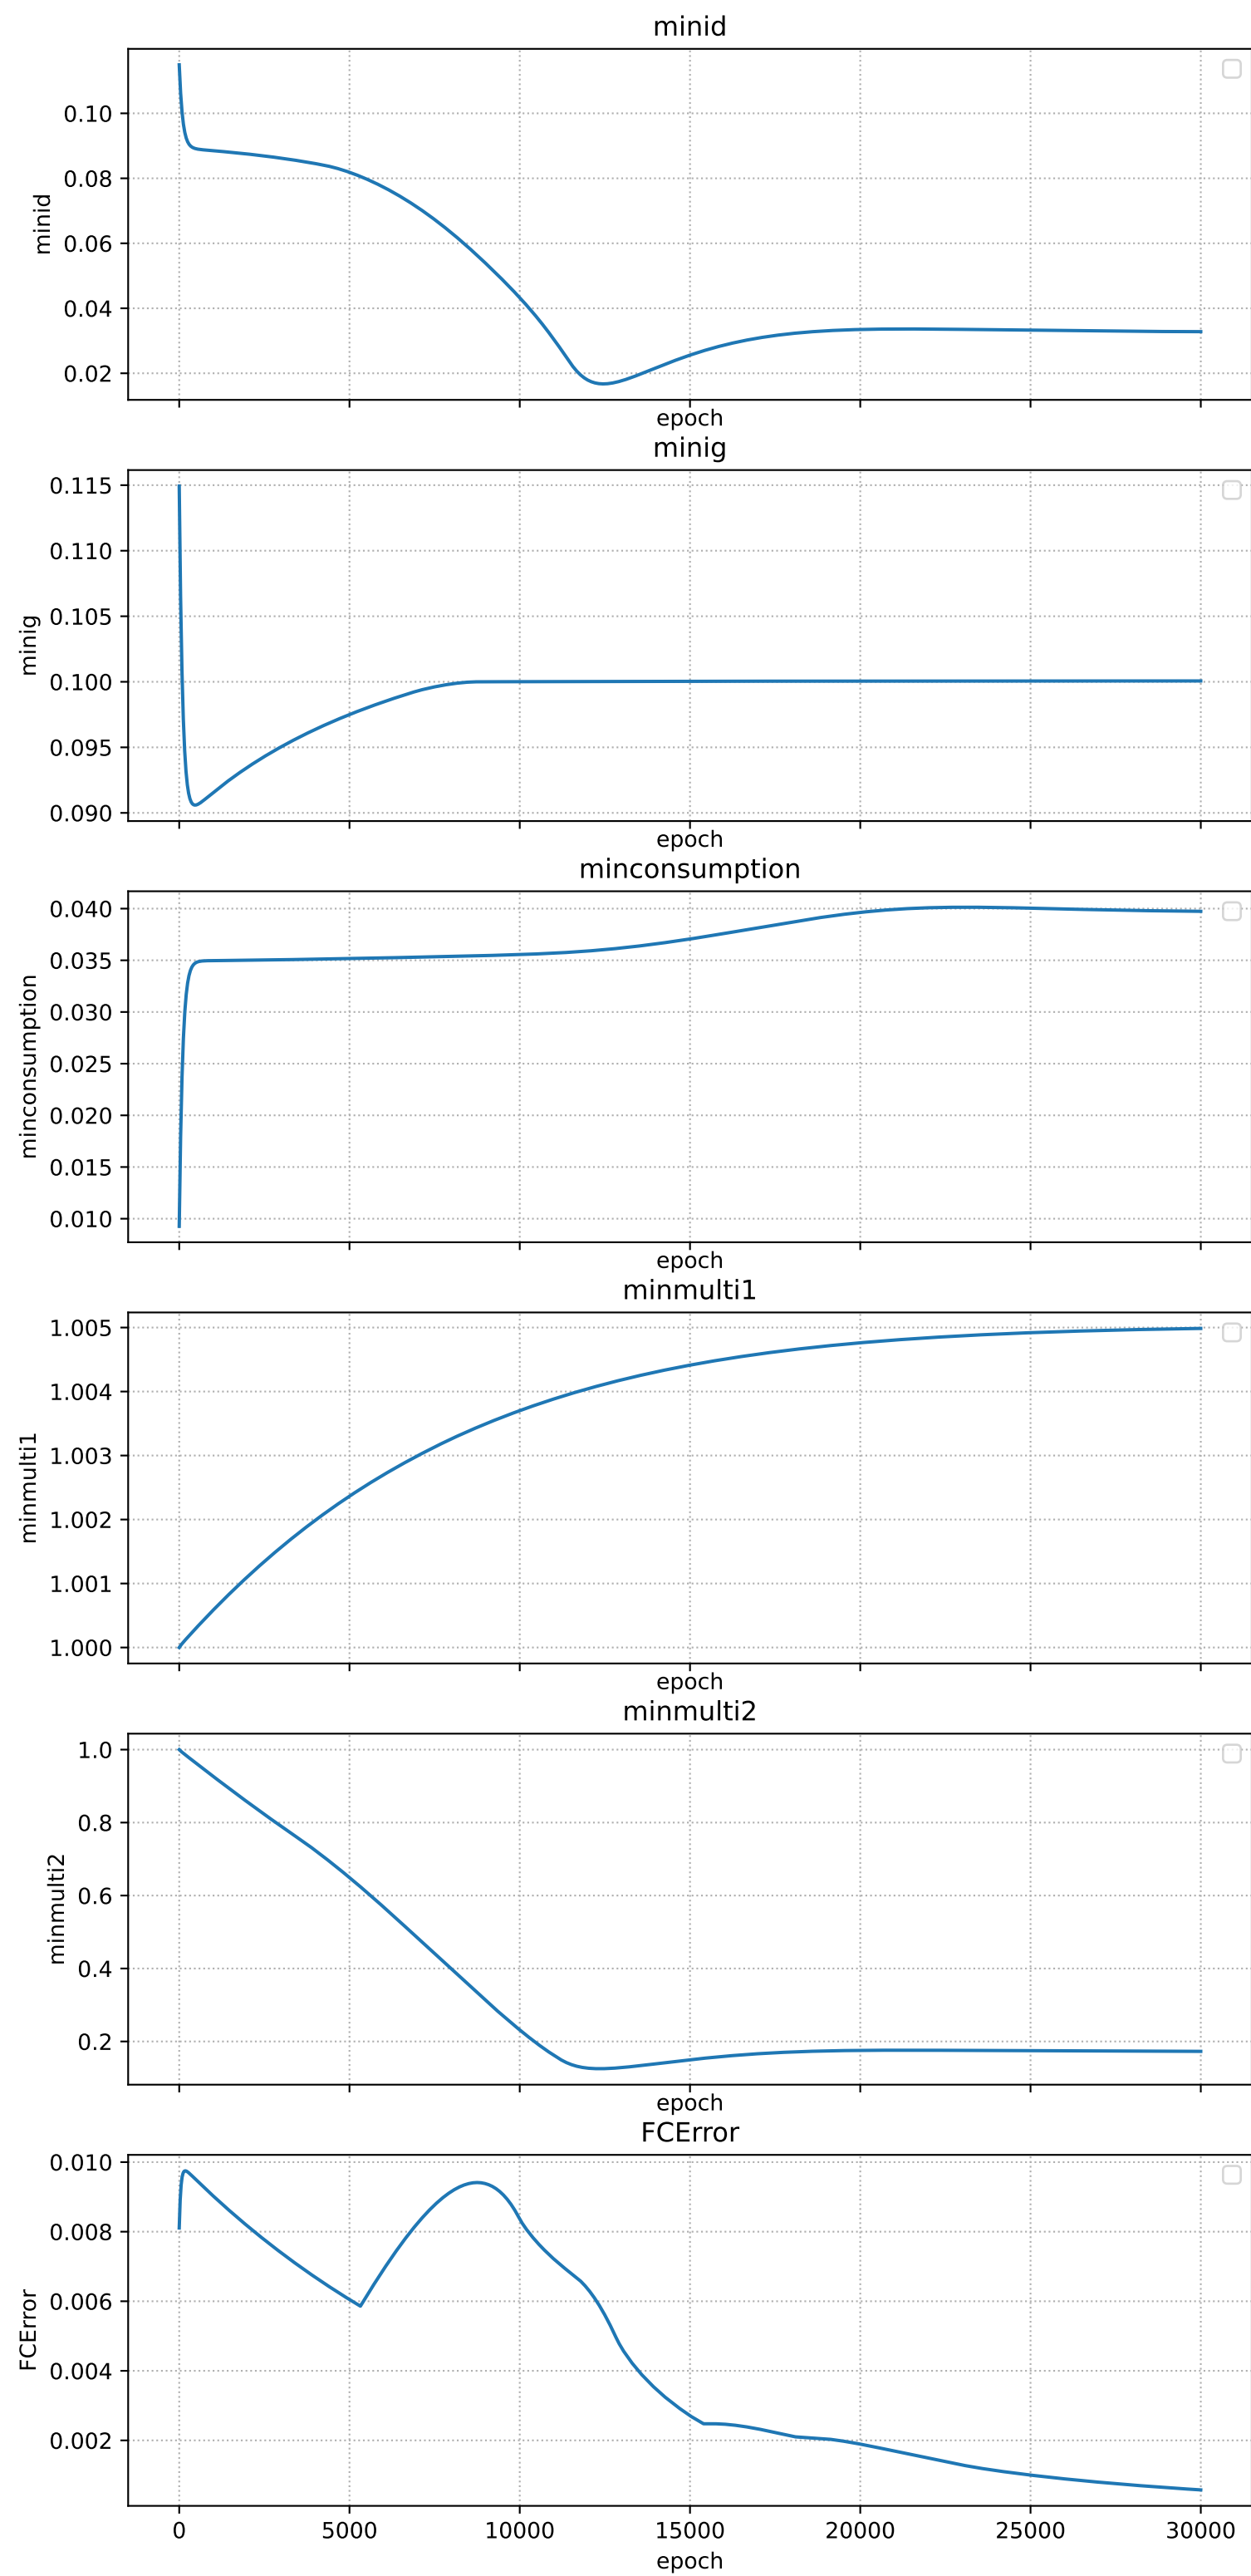 minid
0.10
0.08
0.06
0.04
0.02
minid
epoch
minig
0.115
0.110
0.105
0.100
0.095
0.090
minig
epoch
minconsumption
0.040
0.035
0.030
0.025
0.020
0.015
0.010
minconsumption
epoch
minmulti1
1.005
1.004
1.003
1.002
1.001
1.000
minmulti1
epoch
minmulti2
1.0
0.8
0.6
0.4
0.2
minmulti2
epoch
FCError
0.010
0.008
0.006
0.004
0.002
FCError
0 5000 10000 15000 20000 25000 30000
epoch